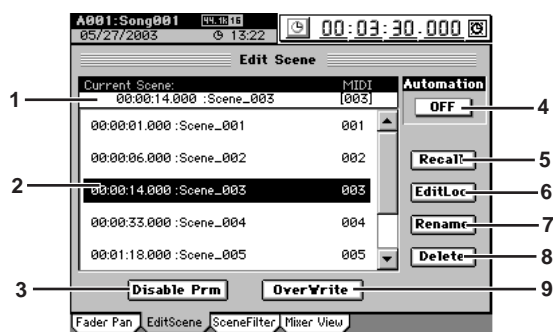 A001:Song001 44.1k 16
05/27/2003 13:22 00:03:30.000
Edit Scene
Current Scene: MIDI Automation
1 00:00:14.000 :Scene_003 [003] OFF 4
00:00:01.000 :Scene_001 001
00:00:06.000 :Scene_002 002 Recall 5
2 00:00:14.000 :Scene_003 003 EditLoc 6
00:00:33.000 :Scene_004 004 Rename 7
00:01:18.000 :Scene_005 005 Delete 8
3 Disable Prm OverWrite 9
Fader Pan EditScene SceneFilter Mixer View